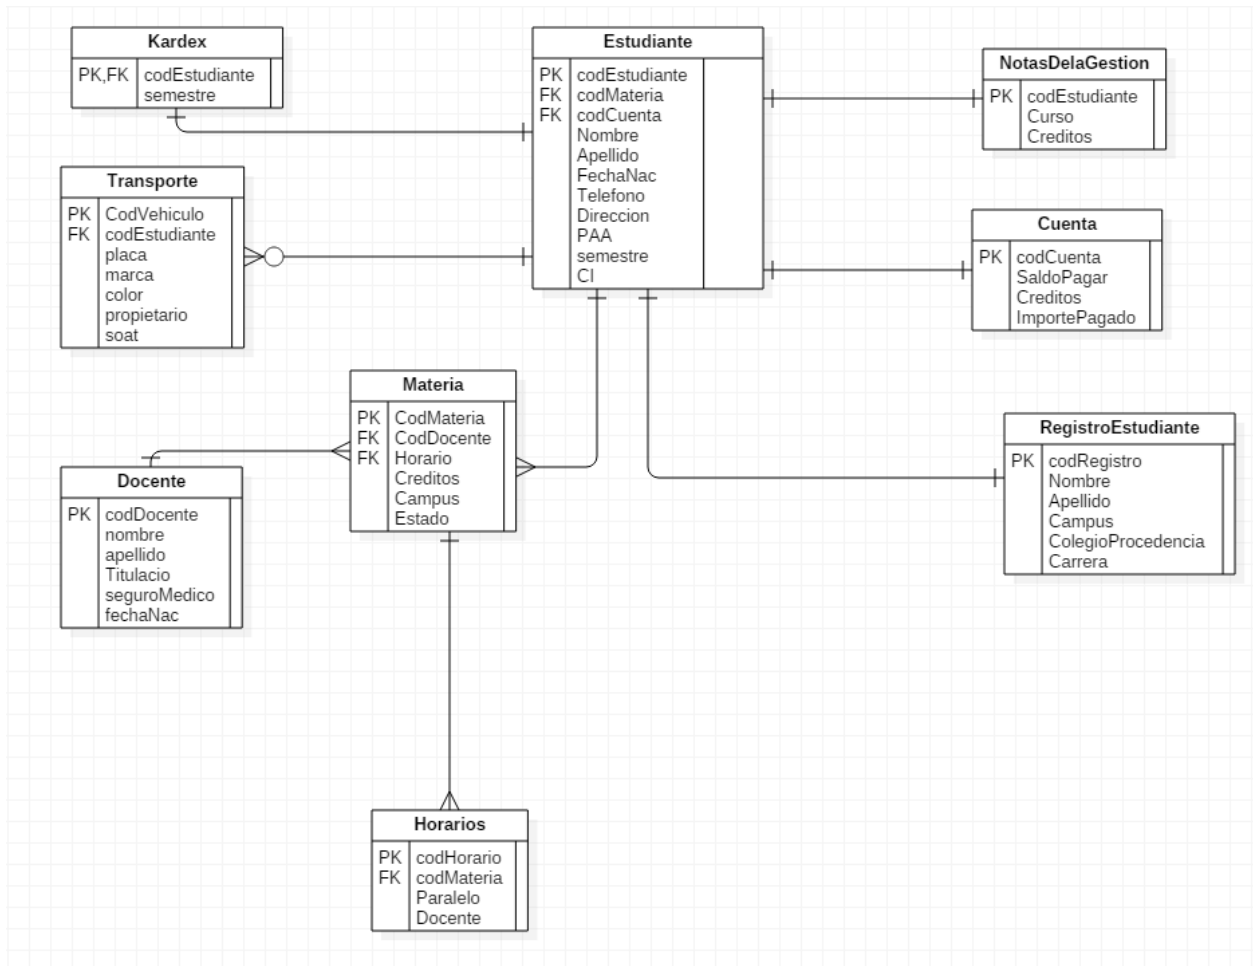 Kardex
PK,FK codEstudiante
semestre
Estudiante
PK codEstudiante
FK codMateria
FK codCuenta
Nombre
Apellido
FechaNac
Telefono
Direccion
PAA
semestre
CI
NotasDelaGestion
PK codEstudiante
Curso
Creditos
Transporte
PK CodVehiculo
FK codEstudiante
placa
marca
color
propietario
soat
Cuenta
PK codCuenta
SaldoPagar
Creditos
ImportePagado
Materia
PK CodMateria
FK CodDocente
FK Horario
Creditos
Campus
Estado
RegistroEstudiante
PK codRegistro
Nombre
Apellido
Campus
ColegioProcedencia
Carrera
Docente
PK codDocente
nombre
apellido
Titulacio
seguroMedico
fechaNac
Horarios
PK codHorario
FK codMateria
Paralelo
Docente